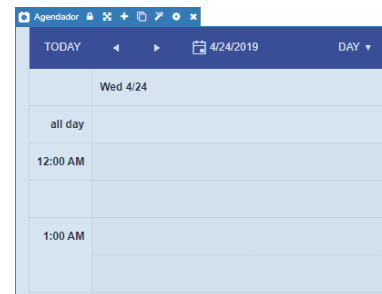 Agendador
TODAY 4/24/2019 DAY
Wed 4/24
all day
12:00 AM
1:00 AM